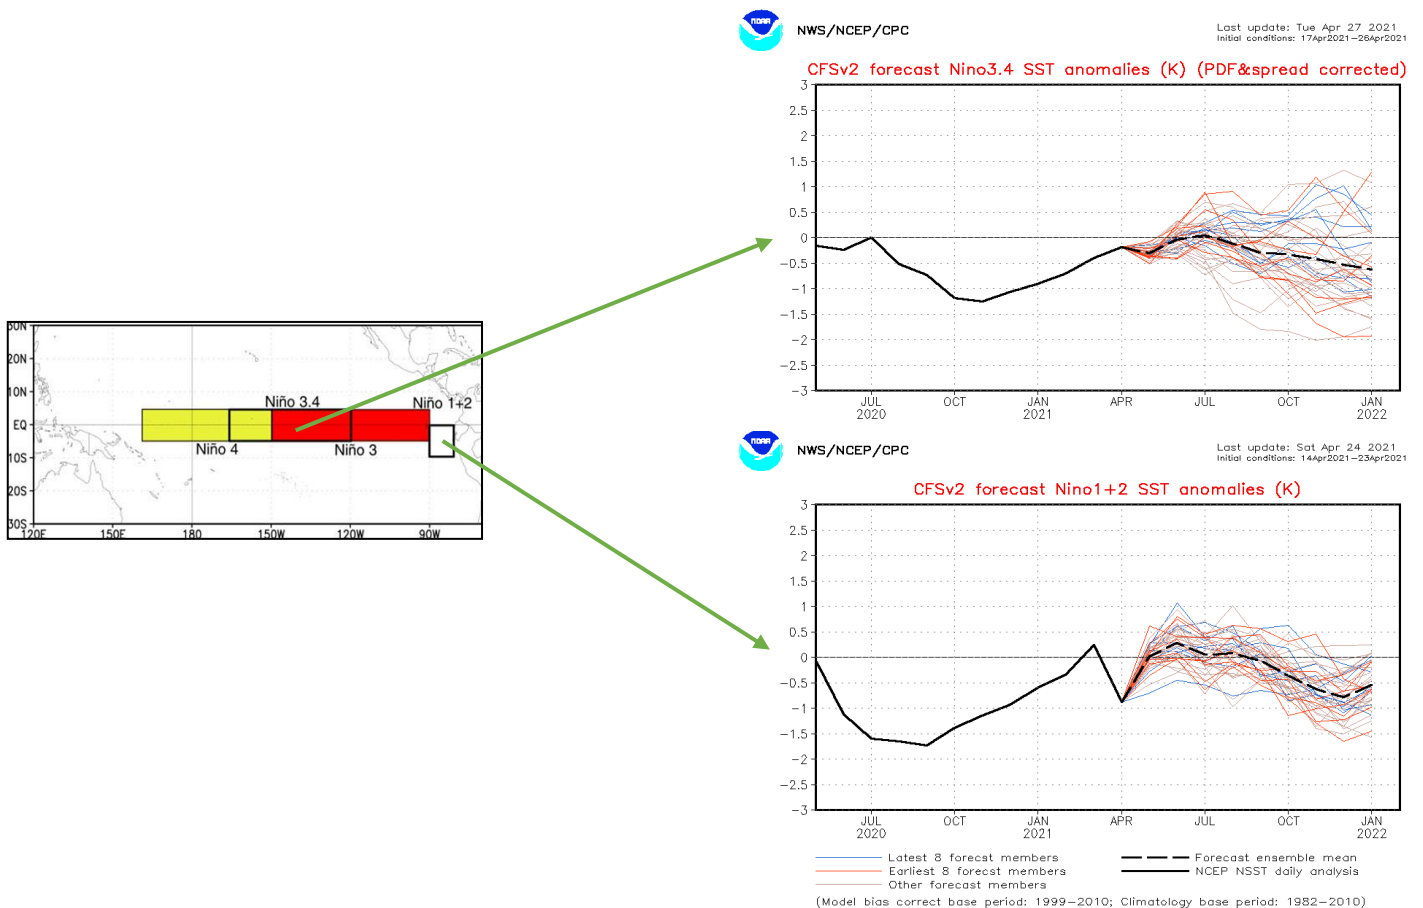 30N
20N
10N
EQ
10S
20S
30S
120E
150E
180
150W
120W
90W
Niño 3.4
Niño 1+2
Niño 4
Niño 3
NOAA
NWS/NCEP/CPC
Last update: Tue Apr 27 2021
Initial conditions: 17Apr2021-26Apr2021
CFSv2 forecast Nino3.4 SST anomalies (K) (PDF&spread corrected)
3
2.5
2
1.5
1
0.5
0
-0.5
-1
-1.5
-2
-2.5
-3
JUL
2020
OCT
JAN
2021
APR
JUL
OCT
JAN
2022
NOAA
NWS/NCEP/CPC
Last update: Sat Apr 24 2021
Initial conditions: 14Apr2021-23Apr2021
CFSv2 forecast Nino1+2 SST anomalies (K)
3
2.5
2
1.5
1
0.5
0
-0.5
-1
-1.5
-2
-2.5
-3
JUL
2020
OCT
JAN
2021
APR
JUL
OCT
JAN
2022
Latest 8 forecst members
Earliest 8 forecst members
Other forecast members
Forecast ensemble mean
NCEP NSST daily analysis
(Model bias correct base period: 1999-2010; Climatology base period: 1982-2010)